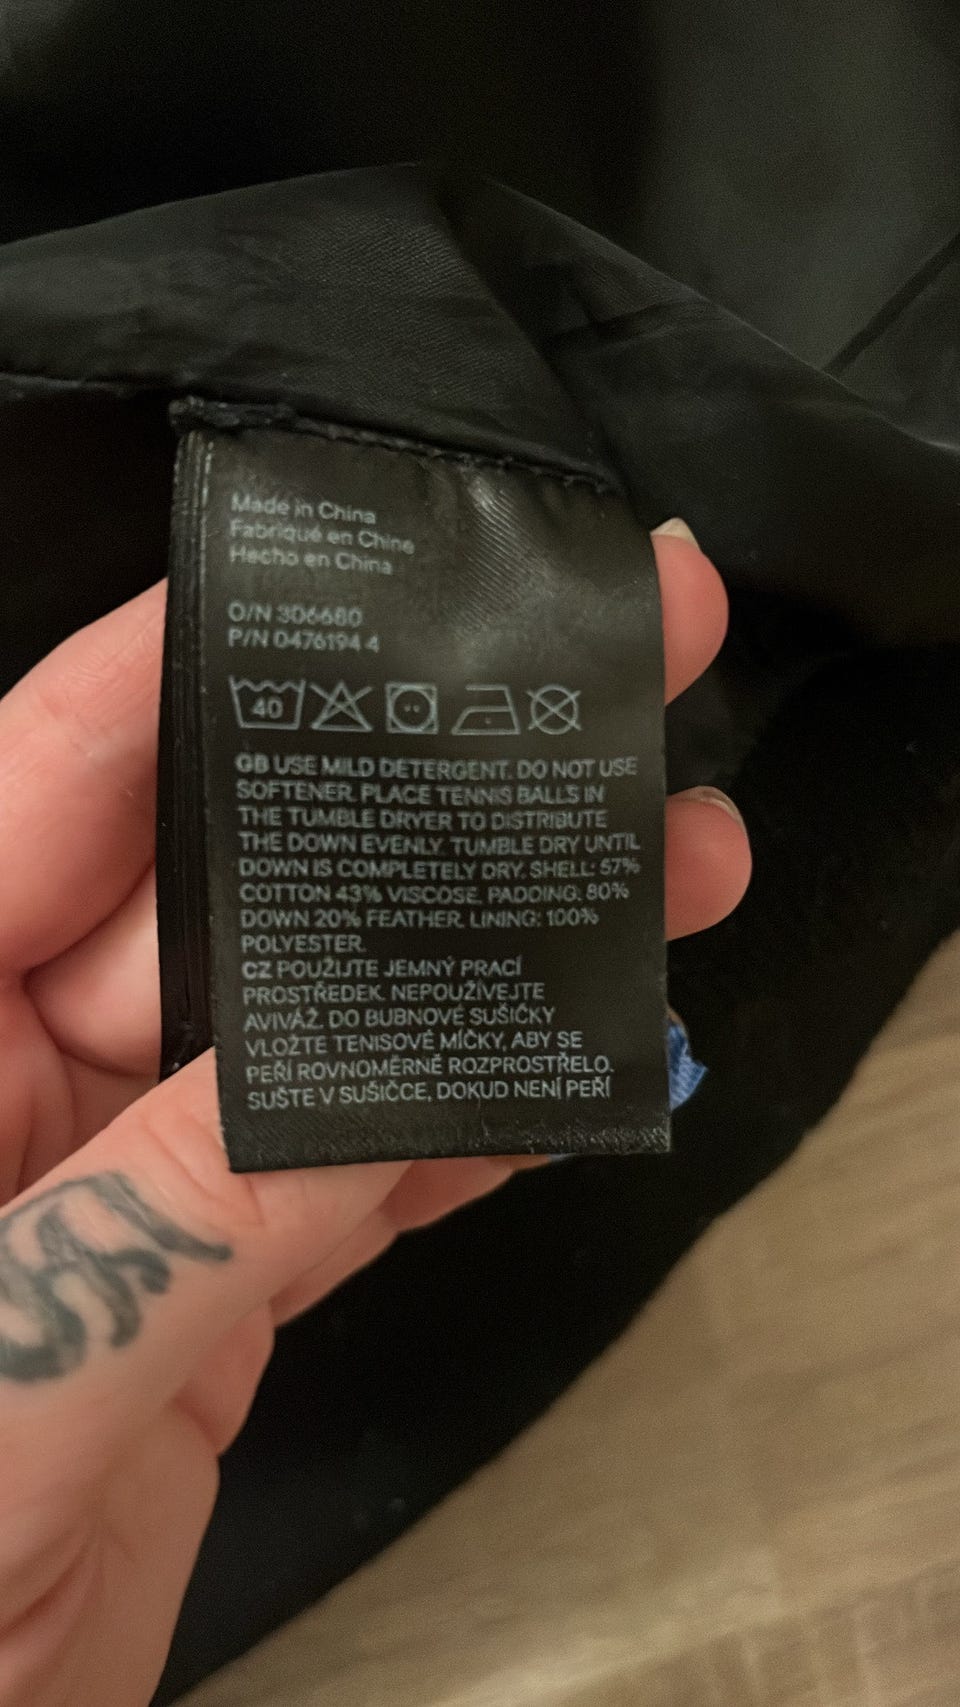 Made in China
Fabriqué en Chine
Hecho en China
O/N 306680
P/N 0476194 4
40
GB USE MILD DETERGENT. DO NOT USE
SOFTENER. PLACE TENNIS BALLS IN
THE TUMBLE DRYER TO DISTRIBUTE
THE DOWN EVENLY. TUMBLE DRY UNTIL
DOWN IS COMPLETELY DRY. SHELL: 57%
COTTON 43% VISCOSE. PADDING: 80%
DOWN 20% FEATHER. LINING: 100%
POLYESTER.
CZ POUŽIJTE JEMNÝ PRACÍ
PROSTŘEDEK. NEPOUŽÍVEJTE
AVIVÁŽ. DO BUBNOVÉ SUŠIČKY
VLOŽTE TENISOVÉ MÍČKY, ABY SE
PEŘÍ ROVNOMĚRNĚ ROZPROSTŘELO.
SUŠTE V SUŠIČCE, DOKUD NENÍ PEŘÍ